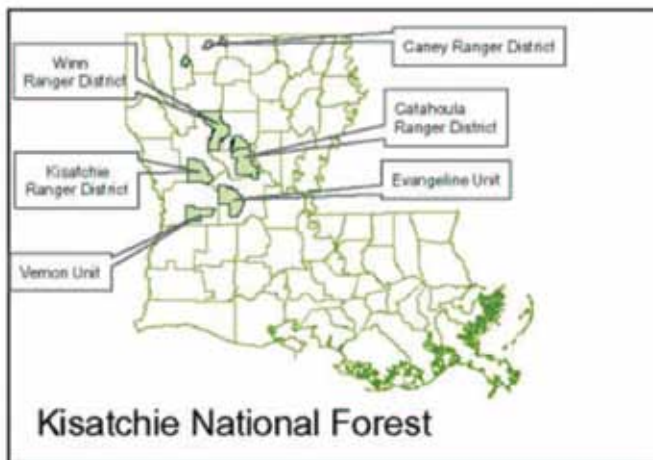 Winn
Ranger District
Caney Ranger District
Catahoula
Ranger District
Kisatchie
Ranger District
Evangeline Unit
Vernon Unit
Kisatchie National Forest